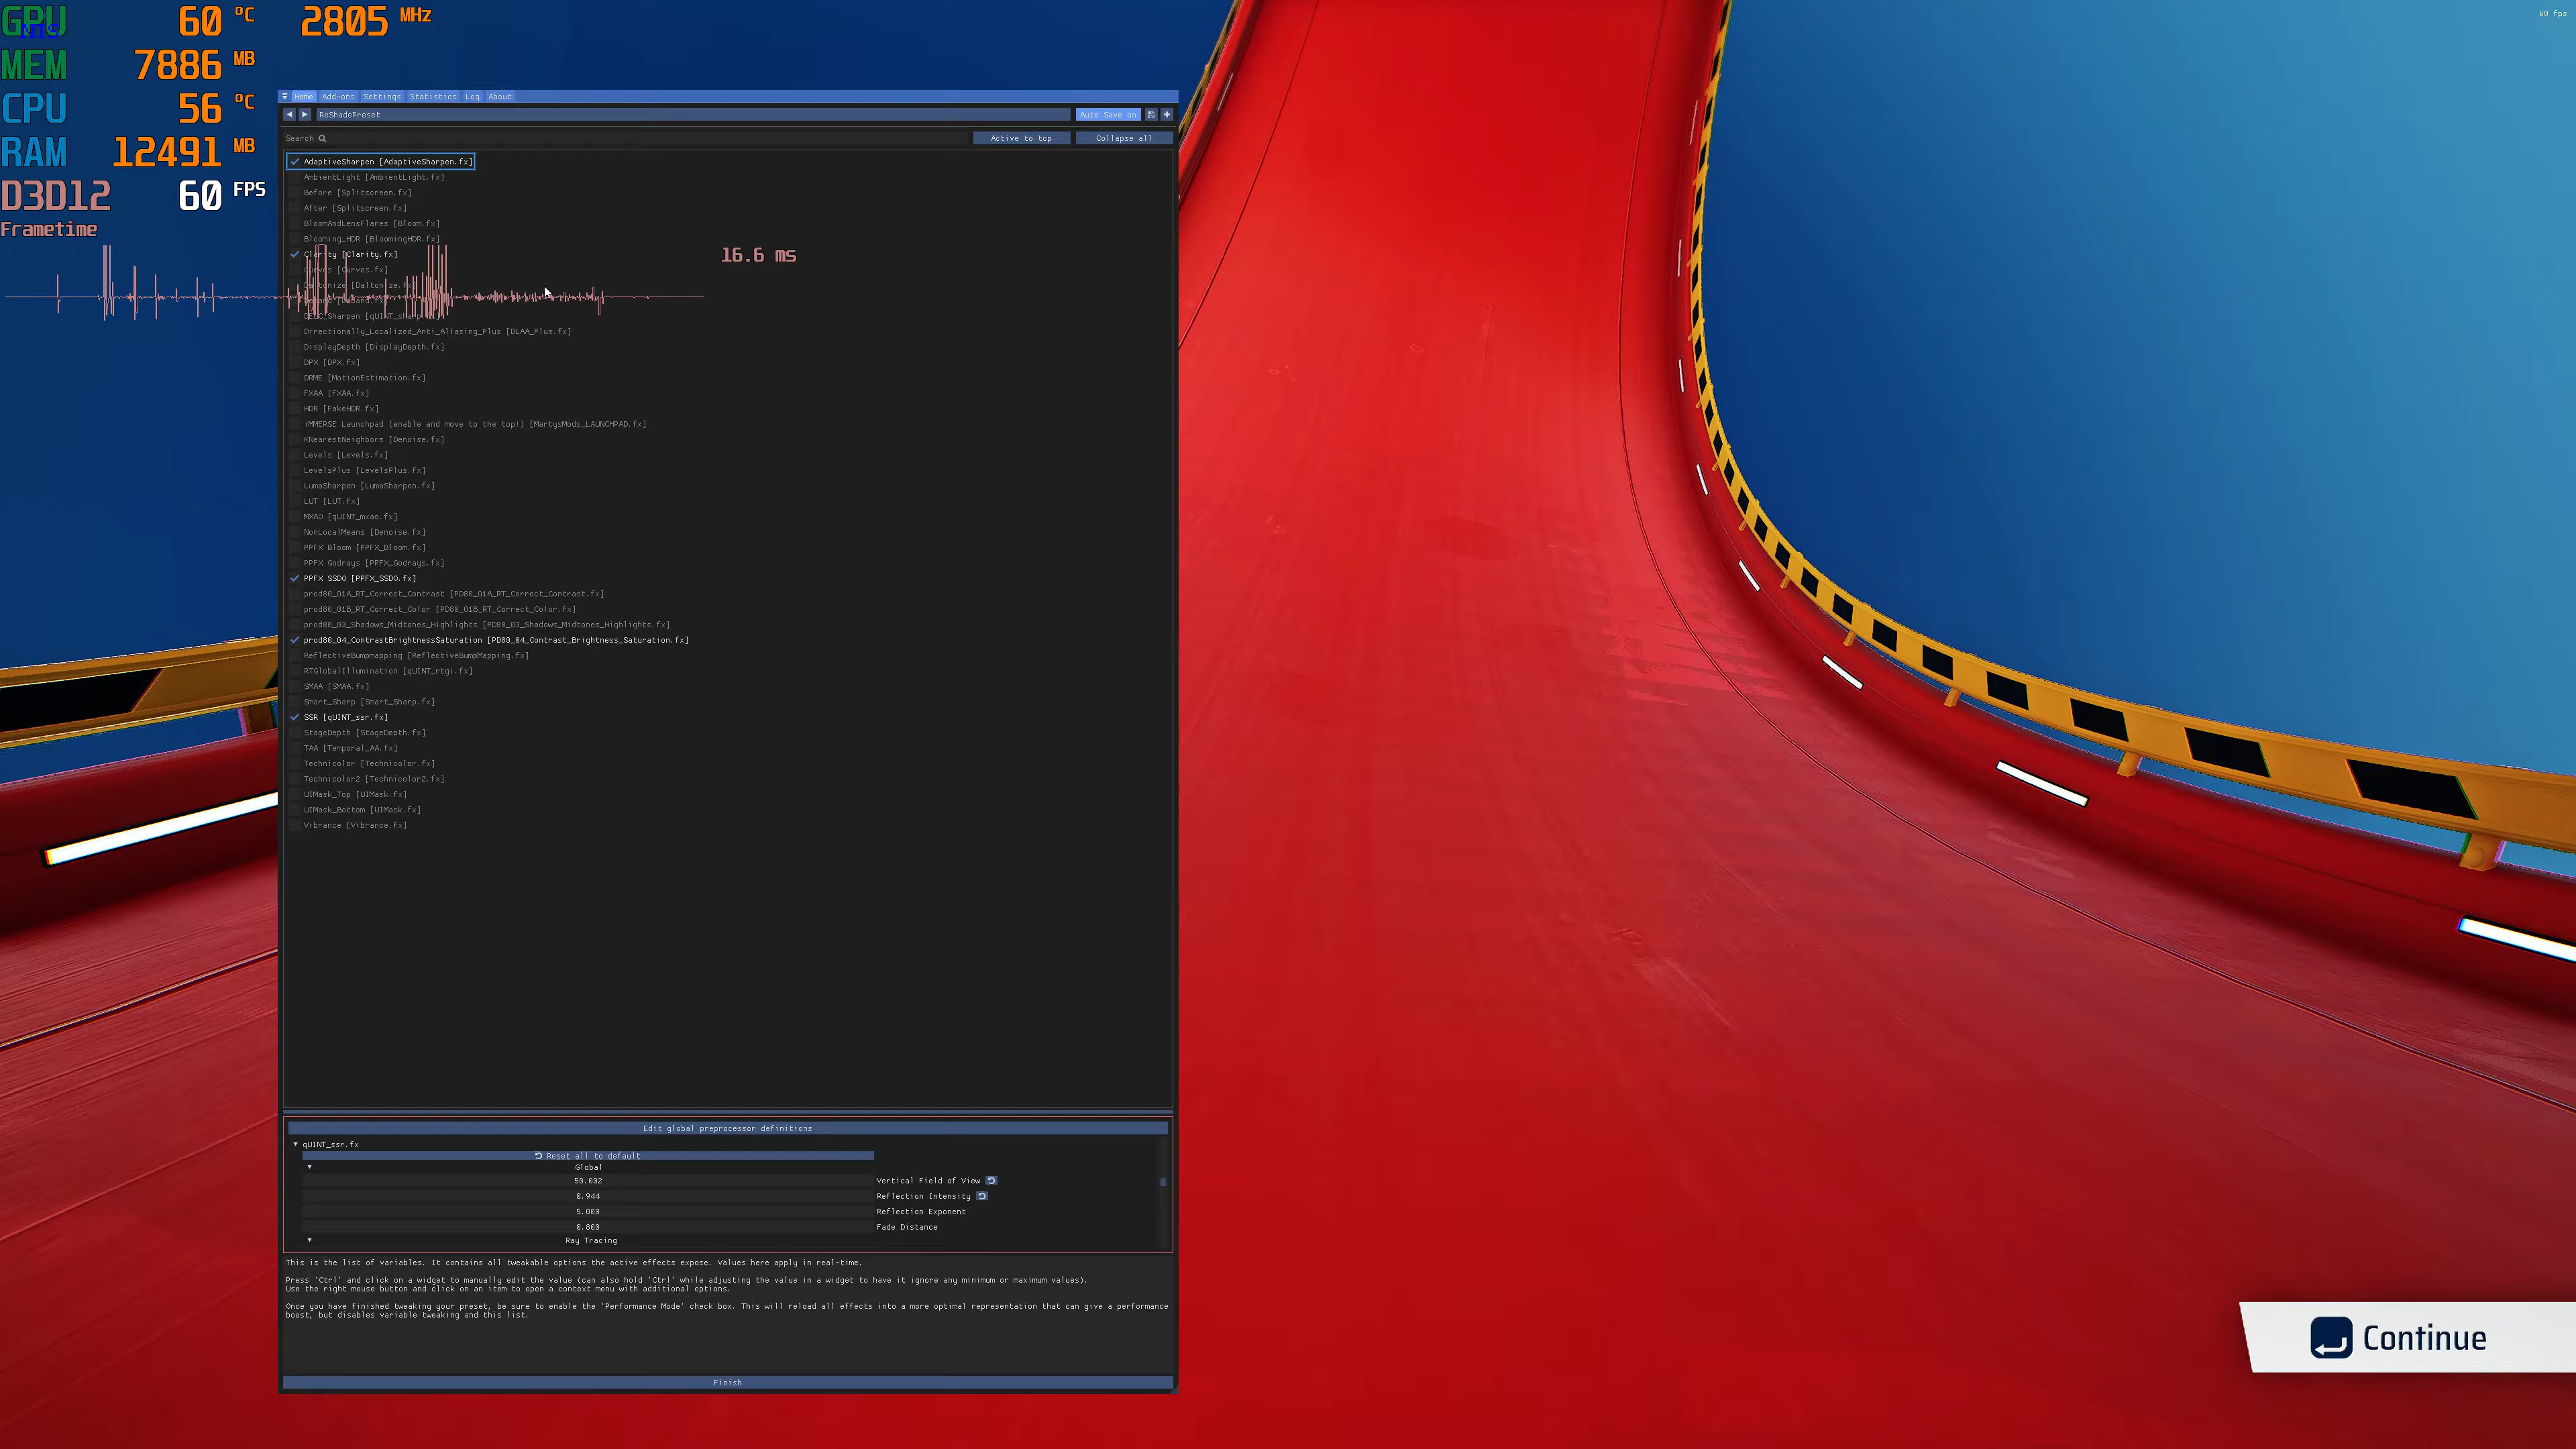 GPU 60 °C 2805 MHz
60 fps
MEM 7886 MB
CPU 56 °C
RAM 12491 MB
D3D12 60 FPS
Frametime
16.6 ms
Home Add-ons Settings Statistics Log About
ReShadePreset Auto Save on
Search Active to top Collapse all
AdaptiveSharpen [AdaptiveSharpen.fx]
AmbientLight [AmbientLight.fx]
Before [Splitscreen.fx]
After [Splitscreen.fx]
BloomAndLensFlares [Bloom.fx]
Blooming_HDR [BloomingHDR.fx]
Clarity [Clarity.fx]
Curves [Curves.fx]
Daltonize [Daltonize.fx]
DELC_Sharpen [qUINT_sharp.fx]
Directionally_Localized_Anti_Aliasing_Plus [DLAA_Plus.fx]
DisplayDepth [DisplayDepth.fx]
DPX [DPX.fx]
DRME [MotionEstimation.fx]
FXAA [FXAA.fx]
HDR [FakeHDR.fx]
iMMERSE Launchpad (enable and move to the top!) [MartysMods_LAUNCHPAD.fx]
KNearestNeighbors [Denoise.fx]
Levels [Levels.fx]
LevelsPlus [LevelsPlus.fx]
LumaSharpen [LumaSharpen.fx]
LUT [LUT.fx]
MXAO [qUINT_mxao.fx]
NonLocalMeans [Denoise.fx]
PPFX Bloom [PPFX_Bloom.fx]
PPFX Godrays [PPFX_Godrays.fx]
PPFX SSDO [PPFX_SSDO.fx]
prod80_01A_RT_Correct_Contrast [PD80_01A_RT_Correct_Contrast.fx]
prod80_01B_RT_Correct_Color [PD80_01B_RT_Correct_Color.fx]
prod80_03_Shadows_Midtones_Highlights [PD80_03_Shadows_Midtones_Highlights.fx]
prod80_04_ContrastBrightnessSaturation [PD80_04_Contrast_Brightness_Saturation.fx]
ReflectiveBumpmapping [ReflectiveBumpMapping.fx]
RTGlobalIllumination [qUINT_rtgi.fx]
SMAA [SMAA.fx]
Smart_Sharp [Smart_Sharp.fx]
SSR [qUINT_ssr.fx]
StageDepth [StageDepth.fx]
TAA [Temporal_AA.fx]
Technicolor [Technicolor.fx]
Technicolor2 [Technicolor2.fx]
UIMask_Top [UIMask.fx]
UIMask_Bottom [UIMask.fx]
Vibrance [Vibrance.fx]
Edit global preprocessor definitions
qUINT_ssr.fx
Reset all to default
Global
50.002 Vertical Field of View
0.944 Reflection Intensity
5.000 Reflection Exponent
0.800 Fade Distance
Ray Tracing
This is the list of variables. It contains all tweakable options the active effects expose. Values here apply in real-time.
Press 'Ctrl' and click on a widget to manually edit the value (can also hold 'Ctrl' while adjusting the value in a widget to have it ignore any minimum or maximum values).
Use the right mouse button and click on an item to open a context menu with additional options.
Once you have finished tweaking your preset, be sure to enable the 'Performance Mode' check box. This will reload all effects into a more optimal representation that can give a performance
boost, but disables variable tweaking and this list.
Finish
Continue